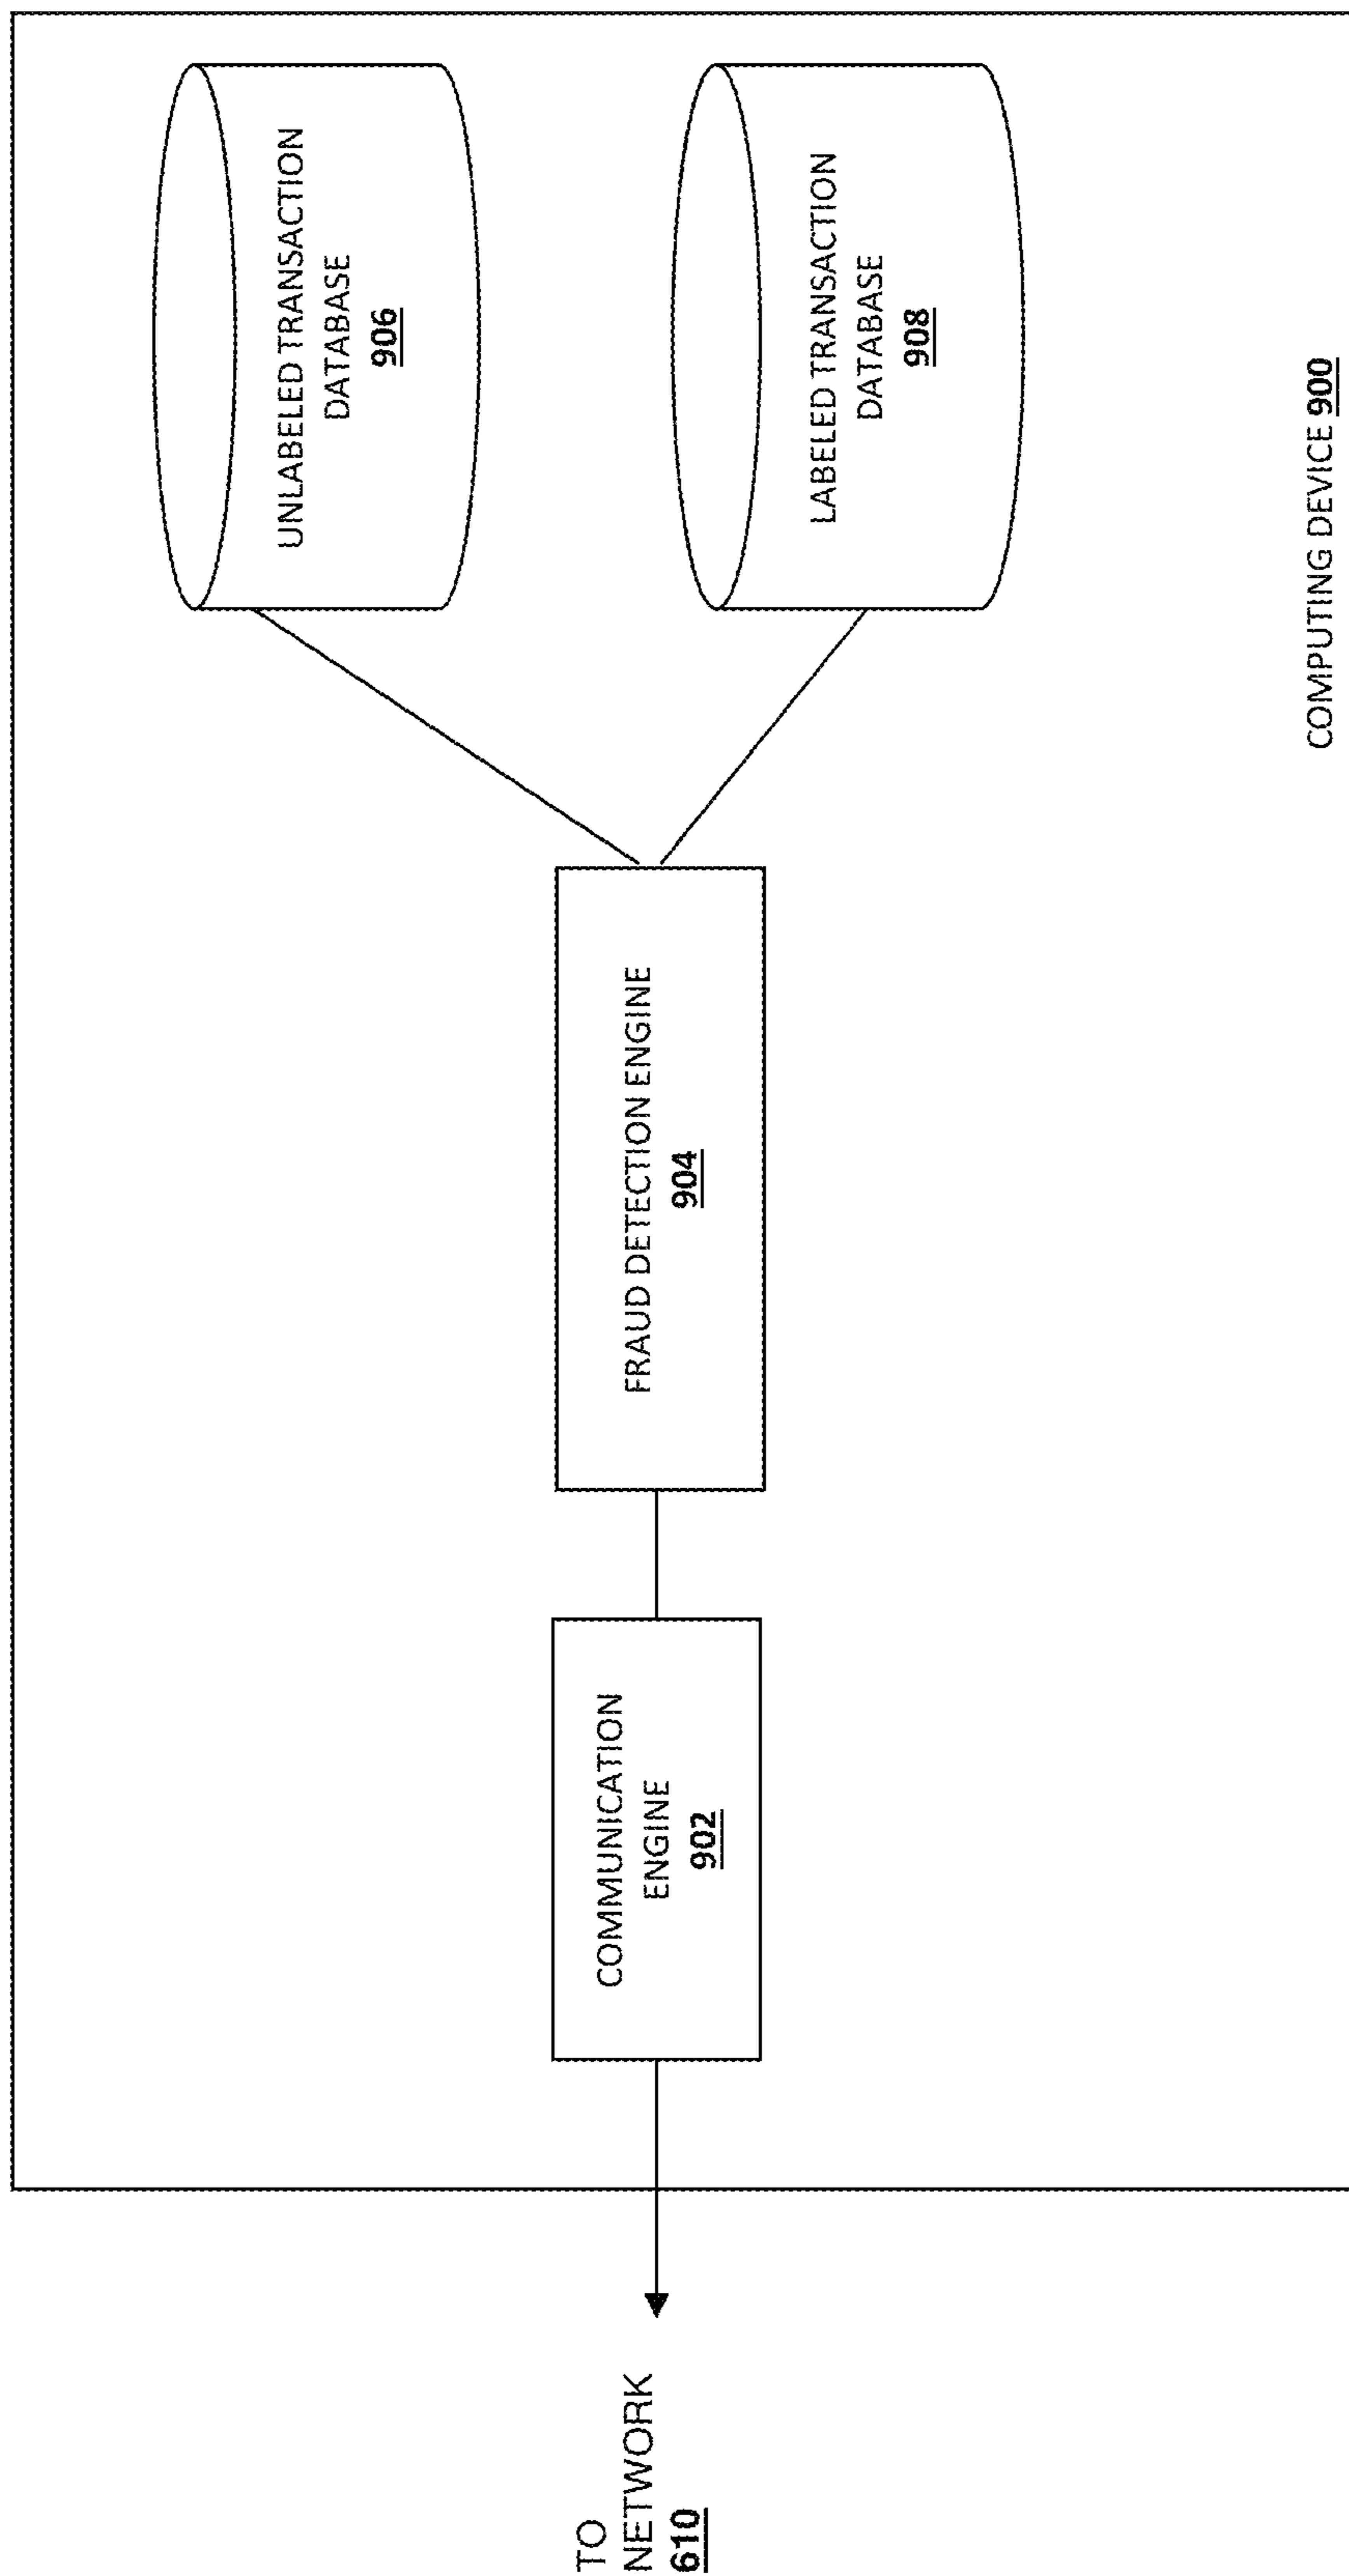 TO
NETWORK
610
COMMUNICATION
ENGINE
902
FRAUD DETECTION ENGINE
904
UNLABELED TRANSACTION
DATABASE
906
LABELED TRANSACTION
DATABASE
908
COMPUTING DEVICE 900